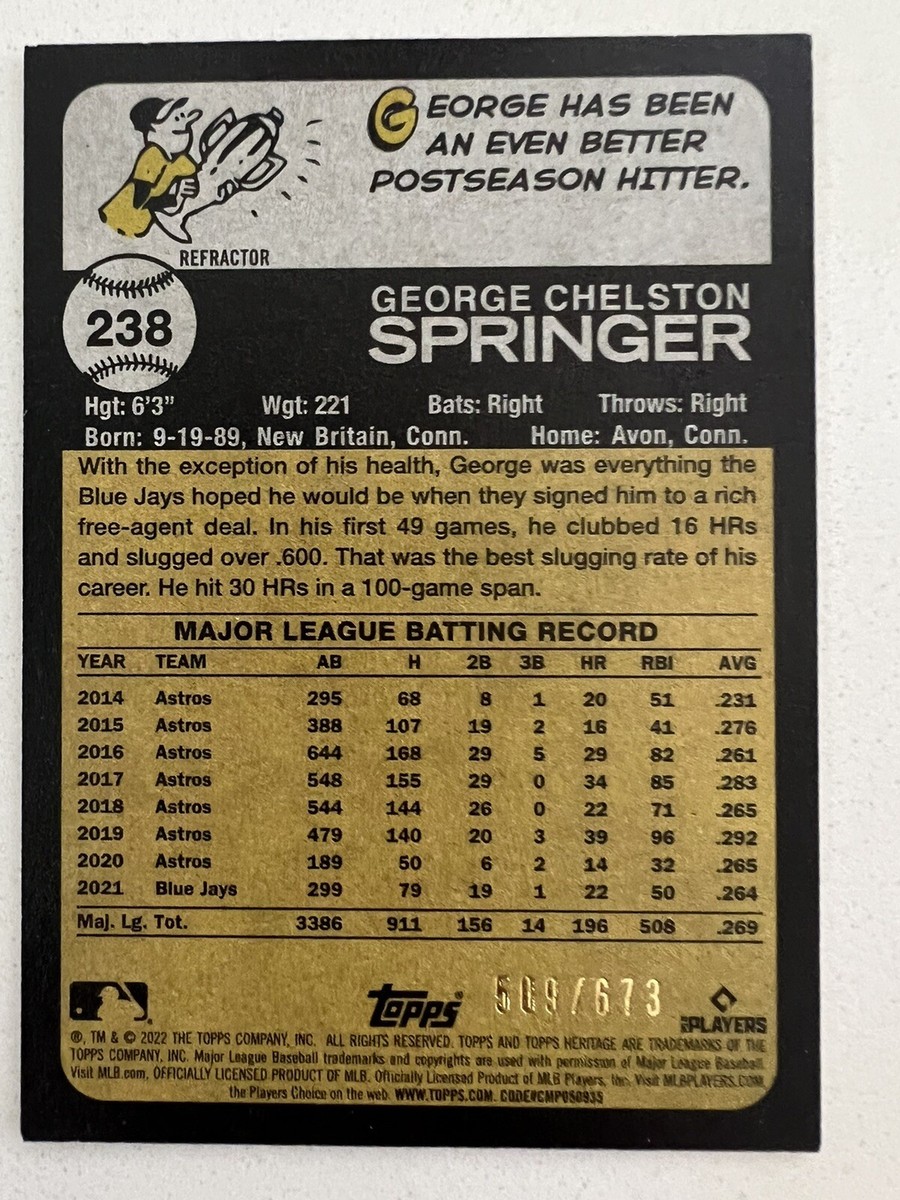 GEORGE HAS BEEN
AN EVEN BETTER
POSTSEASON HITTER.
REFRACTOR
238
GEORGE CHELSTON
SPRINGER
Hgt: 6'3" Wgt: 221 Bats: Right Throws: Right
Born: 9-19-89, New Britain, Conn. Home: Avon, Conn.
With the exception of his health, George was everything the
Blue Jays hoped he would be when they signed him to a rich
free-agent deal. In his first 49 games, he clubbed 16 HRs
and slugged over .600. That was the best slugging rate of his
career. He hit 30 HRs in a 100-game span.
MAJOR LEAGUE BATTING RECORD
YEAR TEAM AB H 2B 3B HR RBI AVG
2014 Astros 295 68 8 1 20 51 .231
2015 Astros 388 107 19 2 16 41 .276
2016 Astros 644 168 29 5 29 82 .261
2017 Astros 548 155 29 0 34 85 .283
2018 Astros 544 144 26 0 22 71 .265
2019 Astros 479 140 20 3 39 96 .292
2020 Astros 189 50 6 2 14 32 .265
2021 Blue Jays 299 79 19 1 22 50 .264
Maj. Lg. Tot. 3386 911 156 14 196 508 .269
topps® 509/673
MLBPLAYERS
®, TM & © 2022 THE TOPPS COMPANY, INC. ALL RIGHTS RESERVED. TOPPS AND TOPPS HERITAGE ARE TRADEMARKS OF THE
TOPPS COMPANY, INC. Major League Baseball trademarks and copyrights are used with permission of Major League Baseball.
Visit MLB.com. OFFICIALLY LICENSED PRODUCT OF MLB. Officially Licensed Product of MLB Players, Inc. Visit MLBPLAYERS.COM,
the Players Choice on the web. WWW.TOPPS.COM. CODE#CMP050935